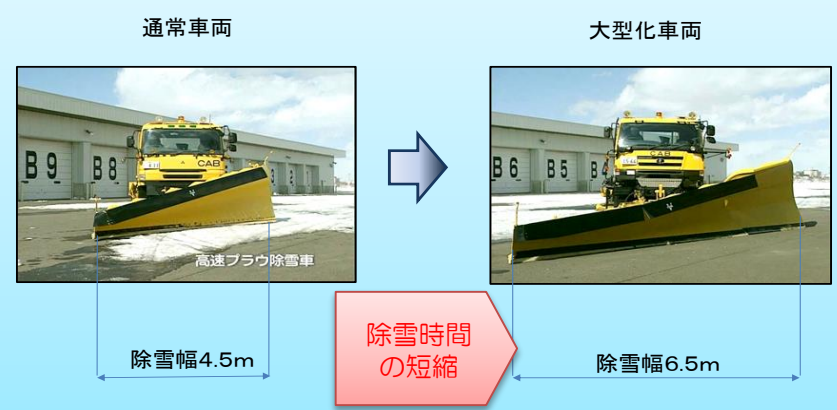 通常車両
大型化車両
B9
B8
CAB
高速プラウ除雪車
B6
B5
CAB
除雪時間
の短縮
除雪幅4.5m
除雪幅6.5m